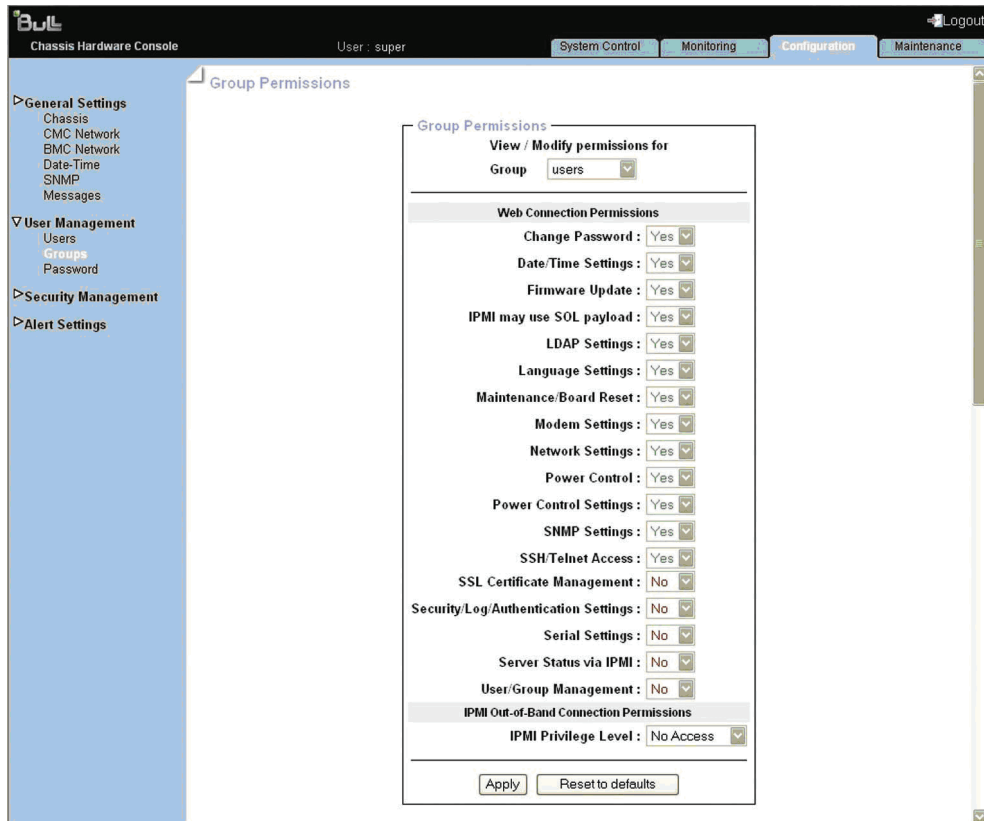 Bull
Logout
Chassis Hardware Console
User : super
System Control
Monitoring
Configuration
Maintenance
General Settings
Chassis
CMC Network
BMC Network
Date-Time
SNMP
Messages
User Management
Users
Groups
Password
Security Management
Alert Settings
Group Permissions
Group Permissions
View / Modify permissions for
Group users
Web Connection Permissions
Change Password : Yes
Date/Time Settings : Yes
Firmware Update : Yes
IPMI may use SOL payload : Yes
LDAP Settings : Yes
Language Settings : Yes
Maintenance/Board Reset : Yes
Modem Settings : Yes
Network Settings : Yes
Power Control : Yes
Power Control Settings : Yes
SNMP Settings : Yes
SSH/Telnet Access : Yes
SSL Certificate Management : No
Security/Log/Authentication Settings : No
Serial Settings : No
Server Status via IPMI : No
User/Group Management : No
IPMI Out-of-Band Connection Permissions
IPMI Privilege Level : No Access
Apply
Reset to defaults